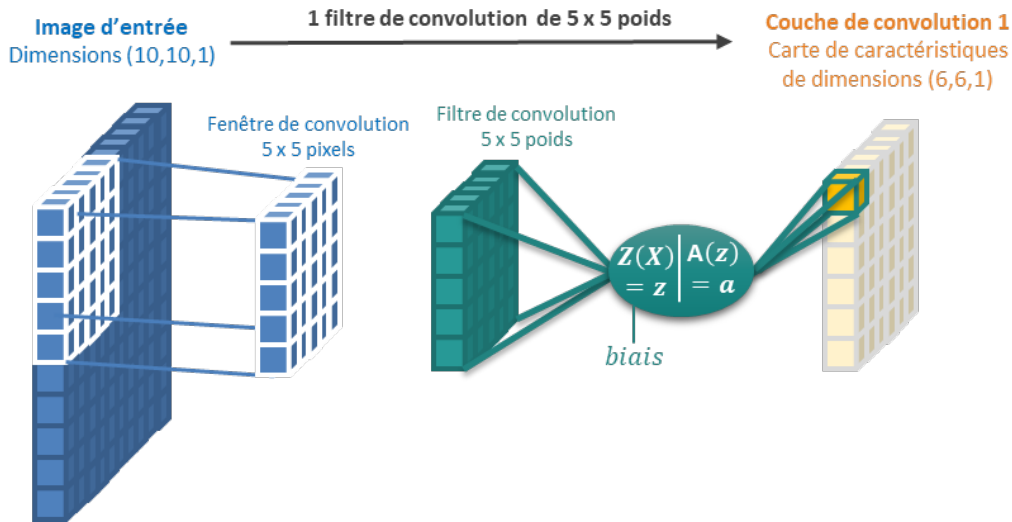 1 filtre de convolution de 5 x 5 poids
Image d'entrée
Dimensions (10,10,1)
Couche de convolution 1
Carte de caractéristiques
de dimensions (6,6,1)
Fenêtre de convolution
5 x 5 pixels
Filtre de convolution
5 x 5 poids
Z(X) | A(z)
= z | = a
biais